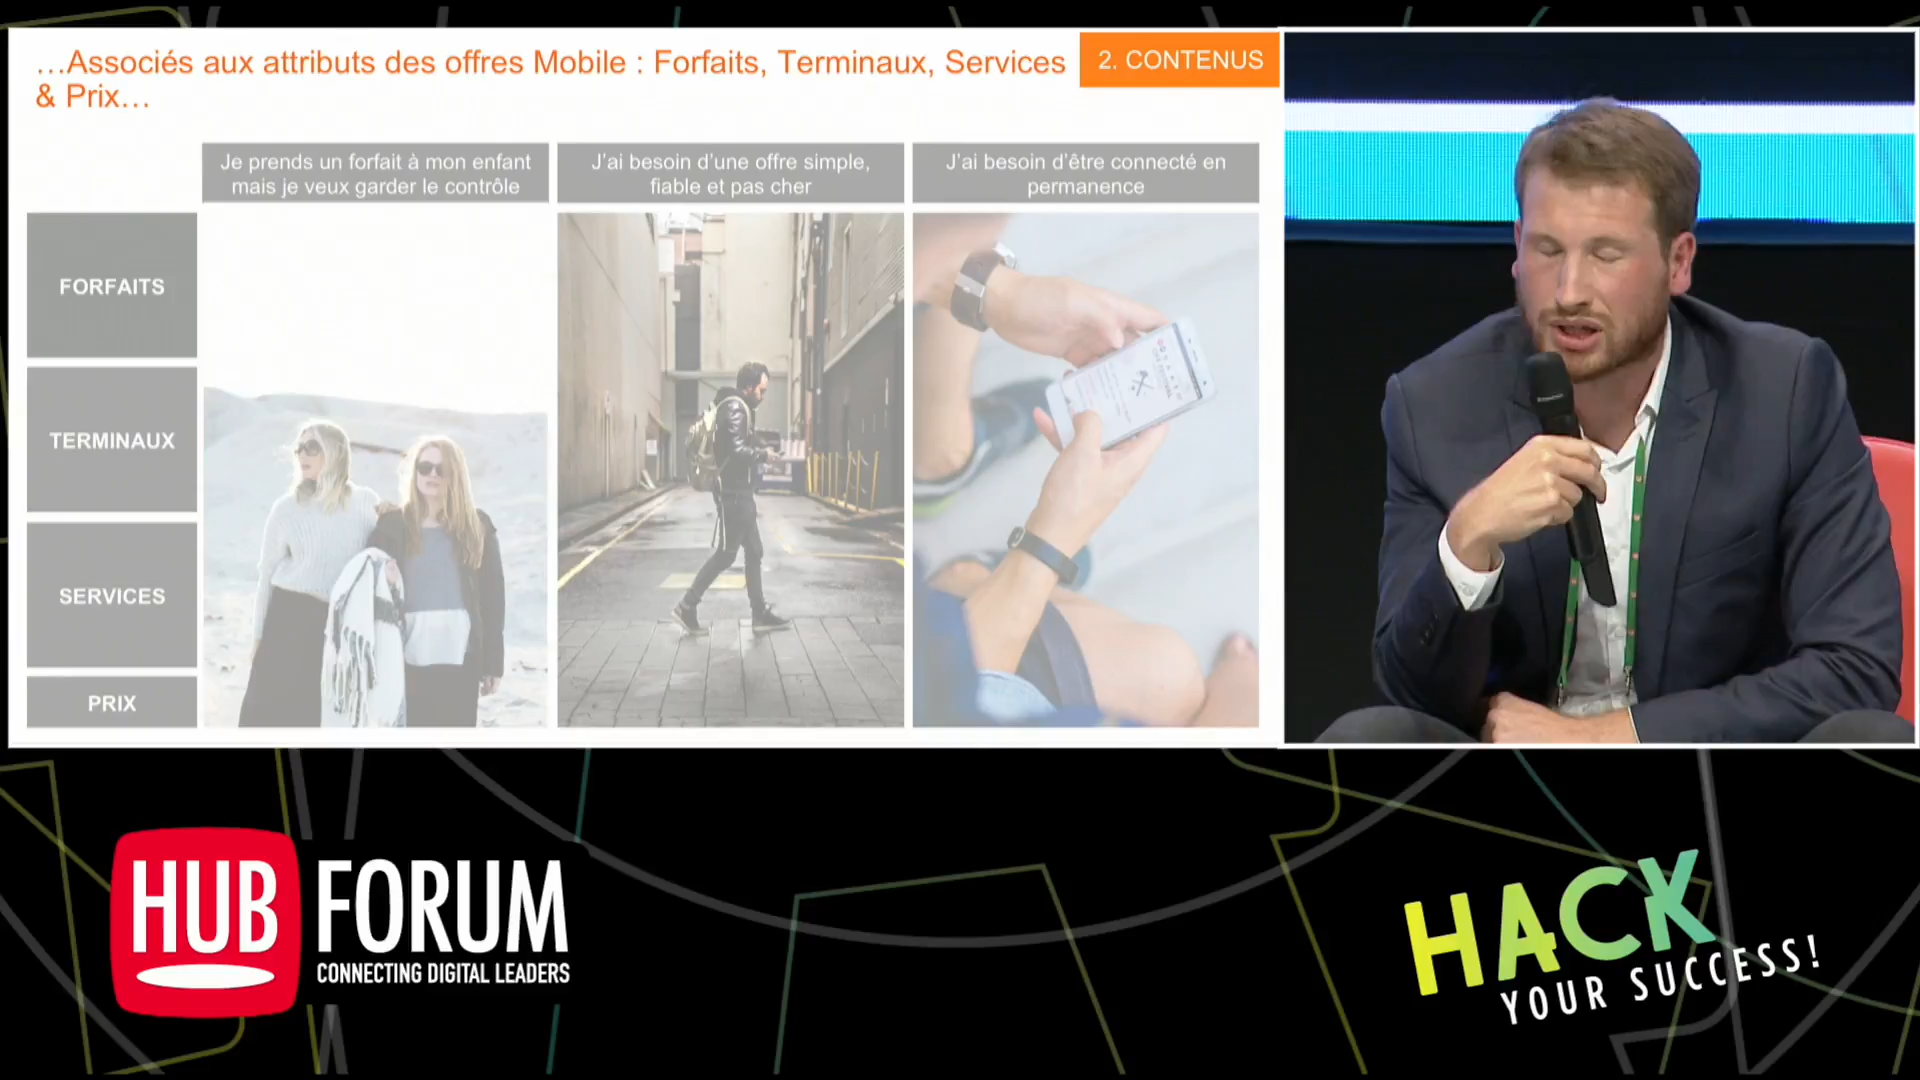 …Associés aux attributs des offres Mobile : Forfaits, Terminaux, Services
& Prix…
2. CONTENUS
Je prends un forfait à mon enfant
mais je veux garder le contrôle
J’ai besoin d’une offre simple,
fiable et pas cher
J’ai besoin d’être connecté en
permanence
FORFAITS
TERMINAUX
SERVICES
PRIX
HUB FORUM
CONNECTING DIGITAL LEADERS
HACK
YOUR SUCCESS!